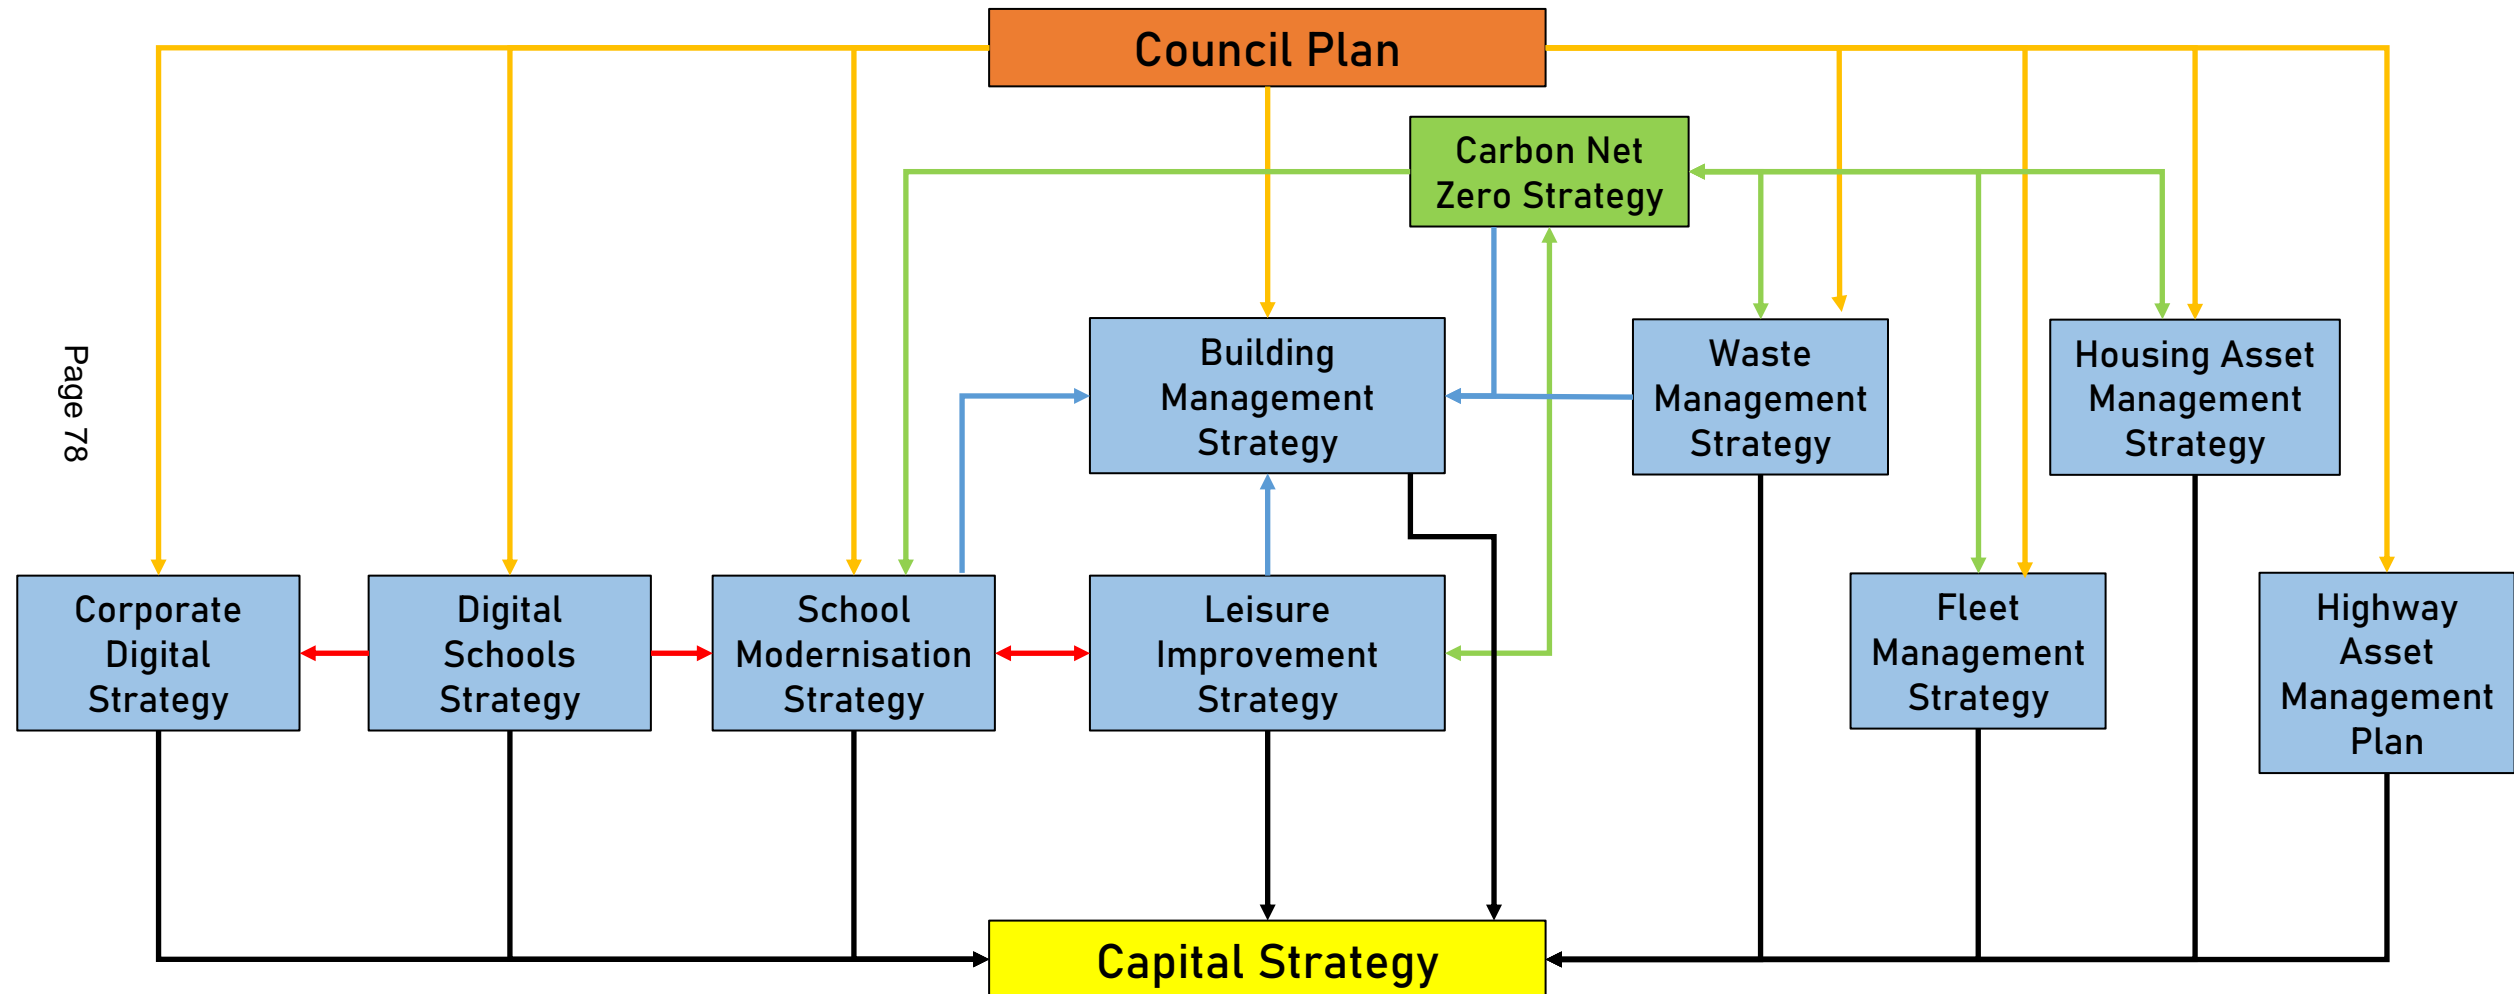 Council Plan
Carbon Net
Zero Strategy
Building
Management
Strategy
Waste
Management
Strategy
Housing Asset
Management
Strategy
Page 78
Corporate
Digital
Strategy
Digital
Schools
Strategy
School
Modernisation
Strategy
Leisure
Improvement
Strategy
Fleet
Management
Strategy
Highway
Asset
Management
Plan
Capital Strategy